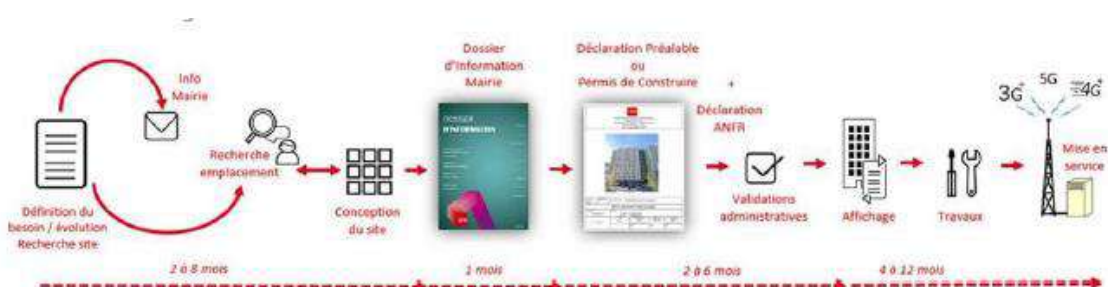 Définition du
besoin / évolution
Recherche site
Info
Mairie
Recherche
emplacement
Conception
du site
Dossier
d'Information
Mairie
DOSSIER
D'INFORMATION
Déclaration Préalable
ou
Permis de Construire
+
Déclaration
ANFR
Validations
administratives
Affichage
Travaux
3G+
5G
4G+
Mise en
service
2 à 8 mois
1 mois
2 à 6 mois
4 à 12 mois